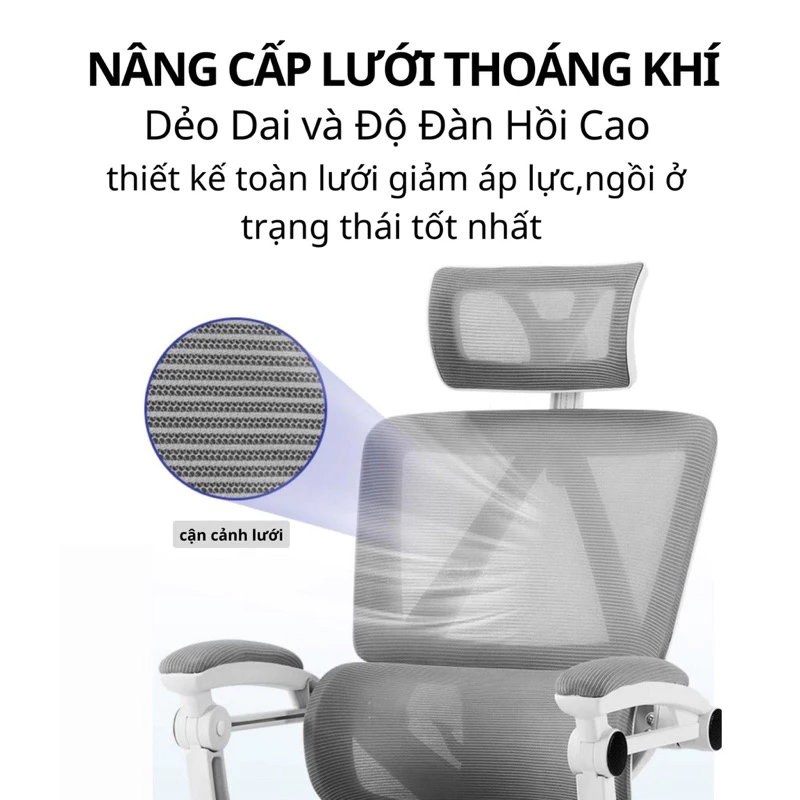 NÂNG CẤP LƯỚI THOÁNG KHÍ
Dẻo Dai và Độ Đàn Hồi Cao
thiết kế toàn lưới giảm áp lực,ngồi ở
trạng thái tốt nhất
cận cảnh lưới